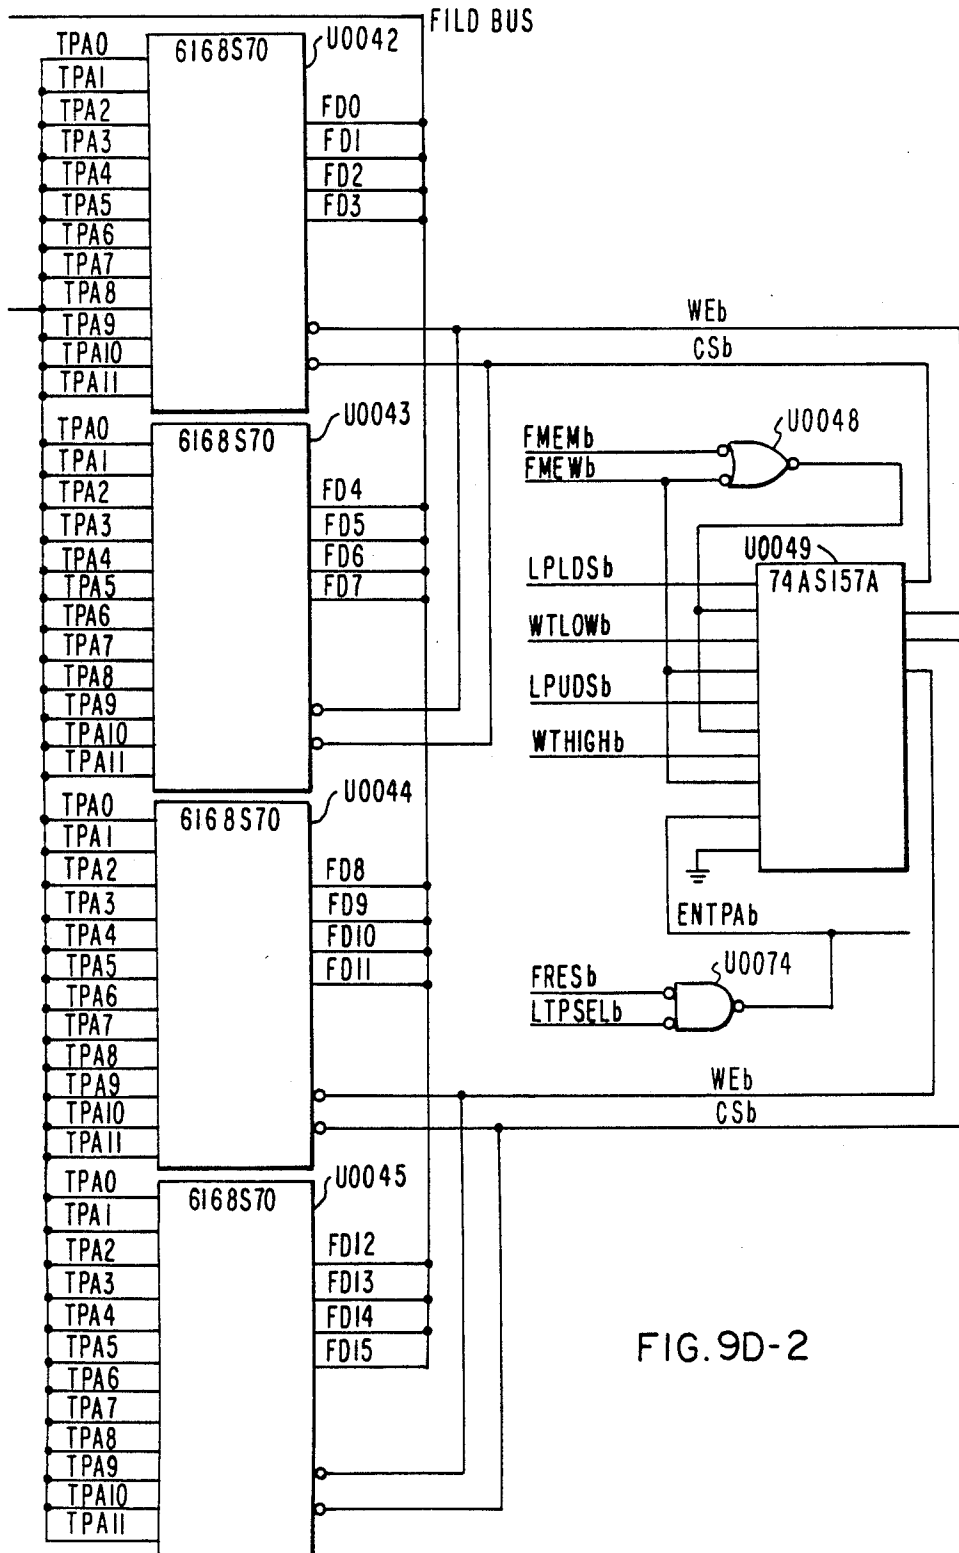 FILD BUS
U0042
6168S70
TPA0
TPA1
TPA2
TPA3
TPA4
TPA5
TPA6
TPA7
TPA8
TPA9
TPA10
TPA11
FD0
FD1
FD2
FD3
WEb
CSb
U0043
6168S70
TPA0
TPA1
TPA2
TPA3
TPA4
TPA5
TPA6
TPA7
TPA8
TPA9
TPA10
TPA11
FD4
FD5
FD6
FD7
FMEMb
FMEWb
U0048
U0049
74AS157A
LPLDSb
WTLOWb
LPUDSb
WTHIGHb
U0044
6168S70
TPA0
TPA1
TPA2
TPA3
TPA4
TPA5
TPA6
TPA7
TPA8
TPA9
TPA10
TPA11
FD8
FD9
FD10
FD11
ENTPAb
U0074
FRESb
LTPSELb
WEb
CSb
U0045
6168S70
TPA0
TPA1
TPA2
TPA3
TPA4
TPA5
TPA6
TPA7
TPA8
TPA9
TPA10
TPA11
FD12
FD13
FD14
FD15
FIG. 9D-2